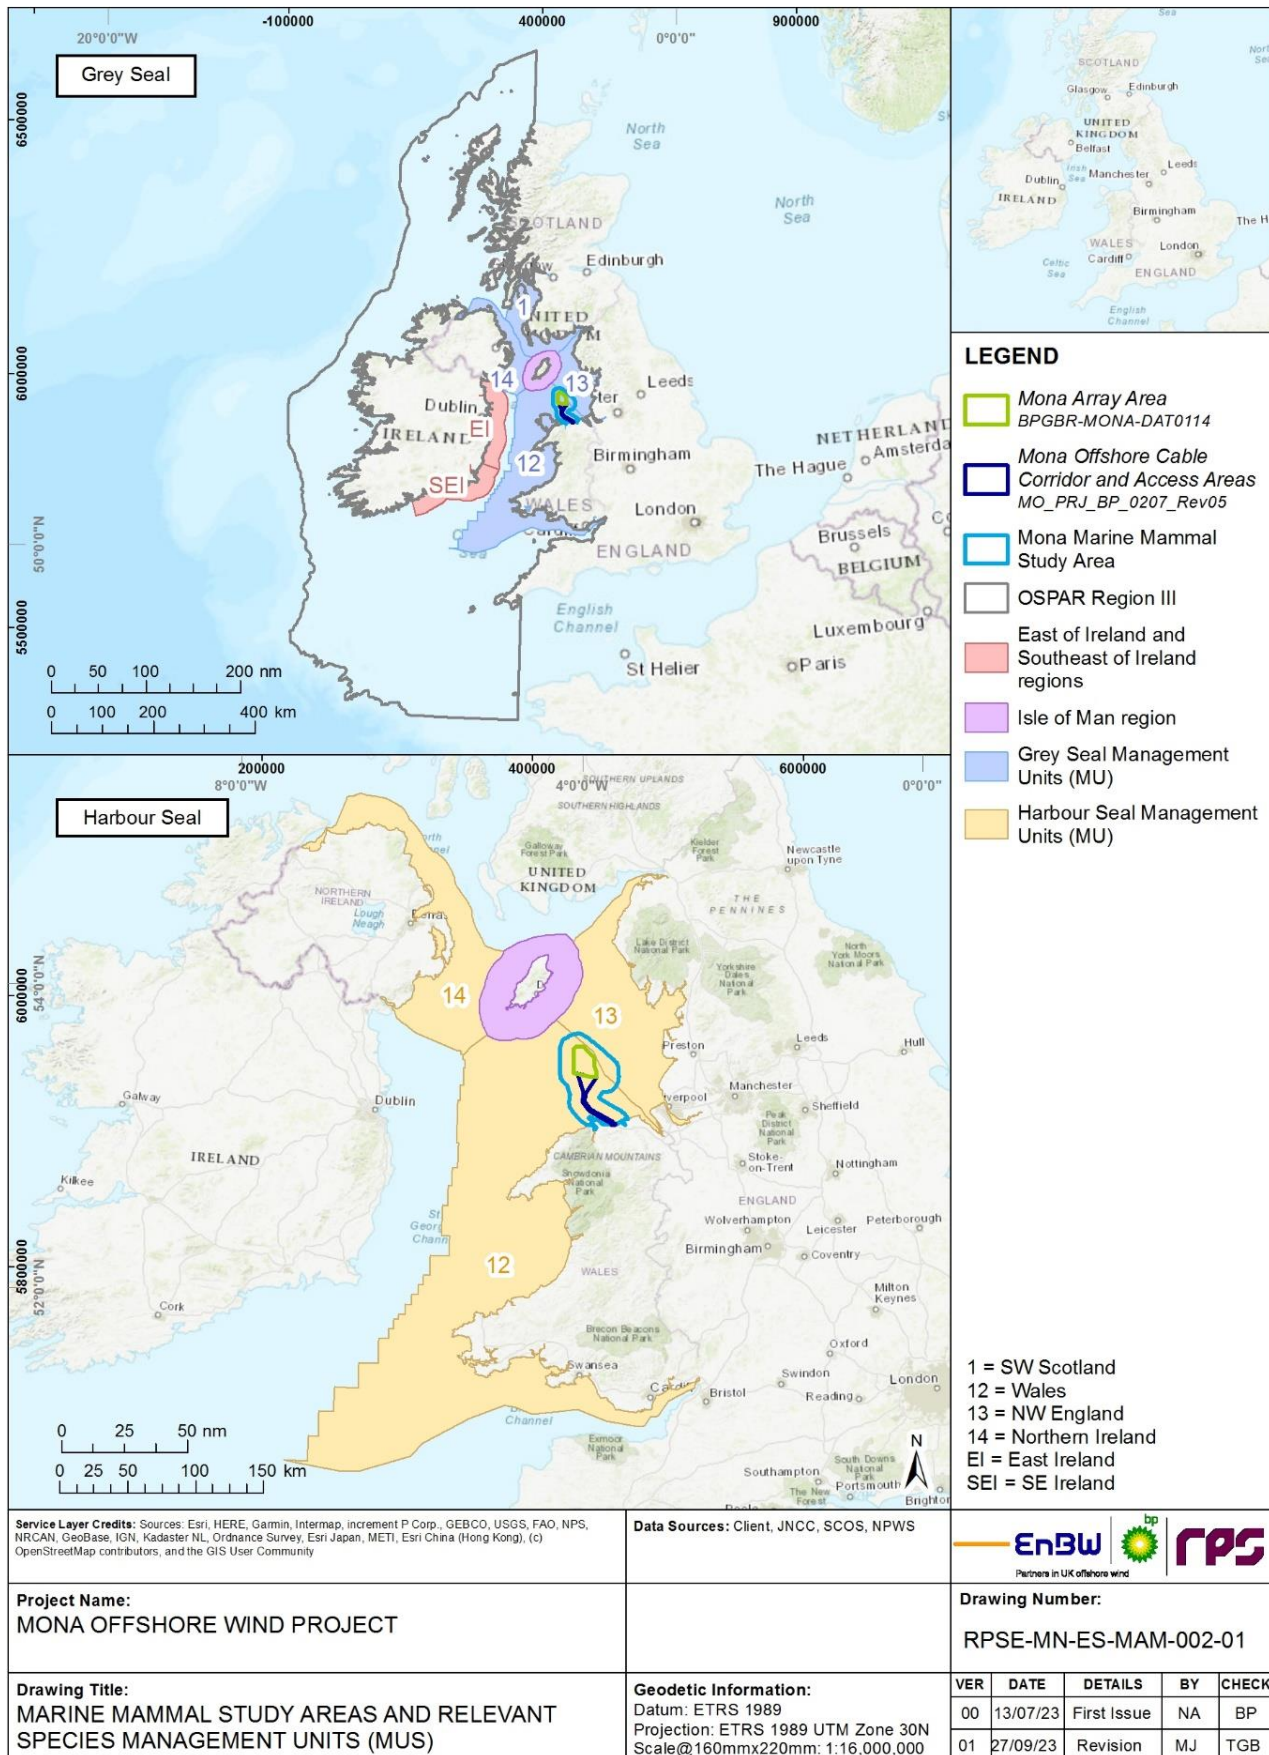 -100000
400000
900000
20°0'0"W
0°0'0"
Grey Seal
6500000
6000000
5500000
50°0'0"N
North
Sea
North
Sea
SCOTLAND
Edinburgh
UNITED
1
14
13
12
EI
SEI
Dublin
IRELAND
Leeds
Birmingham
WALES
London
ENGLAND
NETHERLAND
The Hague
Amsterda
Brussels
BELGIUM
English
Channel
Luxembourg
St Helier
Paris
0 50 100 200 nm
0 100 200 400 km
SCOTLAND
Glasgow
Edinburgh
UNITED
KINGDOM
Belfast
Irish
Sea
Leeds
Manchester
Dublin
IRELAND
Birmingham
The H
WALES
London
Cardiff
Celtic
Sea
ENGLAND
English
Channel
LEGEND
Mona Array Area
BPGBR-MONA-DAT0114
Mona Offshore Cable
Corridor and Access Areas
MO_PRJ_BP_0207_Rev05
Mona Marine Mammal
Study Area
OSPAR Region III
East of Ireland and
Southeast of Ireland
regions
Isle of Man region
Grey Seal Management
Units (MU)
Harbour Seal Management
Units (MU)
200000
400000
600000
8°0'0"W
4°0'0"W
0°0'0"
Harbour Seal
6000000
54°0'0"N
5800000
52°0'0"N
SOUTHERN UPLANDS
SOUTHERN HIGHLANDS
Galloway
Forest Park
Kielder
Forest
Park
Newcastle
upon Tyne
UNITED
KINGDOM
NORTHERN
IRELAND
Lough
Neagh
THE
PENNINES
Lake District
National Park
North
York Moors
National Park
Yorkshire
Dales
National
Park
14
13
12
Preston
Leeds
Hull
Manchester
Sheffield
Peak
District
National
Park
Galway
Dublin
IRELAND
Kilkee
Cork
CAMBRIAN MOUNTAINS
Snowdonia
National
Park
Stoke-
on-Trent
Nottingham
ENGLAND
Wolverhampton
Leicester
Peterborough
Birmingham
Coventry
WALES
Milton
Keynes
Brecon Beacons
National Park
Oxford
Swansea
Swindon
London
Bristol
Reading
Channel
Exmoor
National
Park
Southampton
South Downs
National
Park
The New
Forest
Portsmouth
Brighton
N
0 25 50 nm
0 25 50 100 150 km
1 = SW Scotland
12 = Wales
13 = NW England
14 = Northern Ireland
EI = East Ireland
SEI = SE Ireland
Service Layer Credits: Sources: Esri, HERE, Garmin, Intermap, increment P Corp., GEBCO, USGS, FAO, NPS,
NRCAN, GeoBase, IGN, Kadaster NL, Ordnance Survey, Esri Japan, METI, Esri China (Hong Kong), (c)
OpenStreetMap contributors, and the GIS User Community
Data Sources: Client, JNCC, SCOS, NPWS
EnBW
bp
rps
Partners in UK offshore wind
Project Name:
MONA OFFSHORE WIND PROJECT
Drawing Number:
RPSE-MN-ES-MAM-002-01
Drawing Title:
MARINE MAMMAL STUDY AREAS AND RELEVANT
SPECIES MANAGEMENT UNITS (MUS)
Geodetic Information:
Datum: ETRS 1989
Projection: ETRS 1989 UTM Zone 30N
Scale@160mmx220mm: 1:16,000,000
VER DATE DETAILS BY CHECK
00 13/07/23 First Issue NA BP
01 27/09/23 Revision MJ TGB